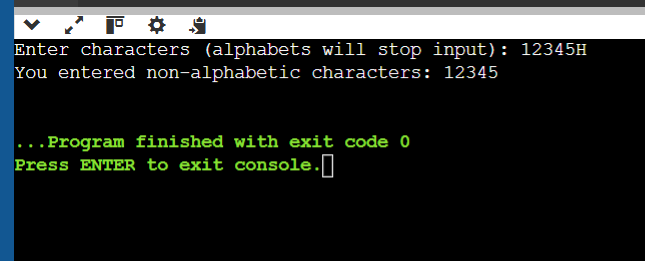 Enter characters (alphabets will stop input): 12345H
You entered non-alphabetic characters: 12345
...Program finished with exit code 0
Press ENTER to exit console.